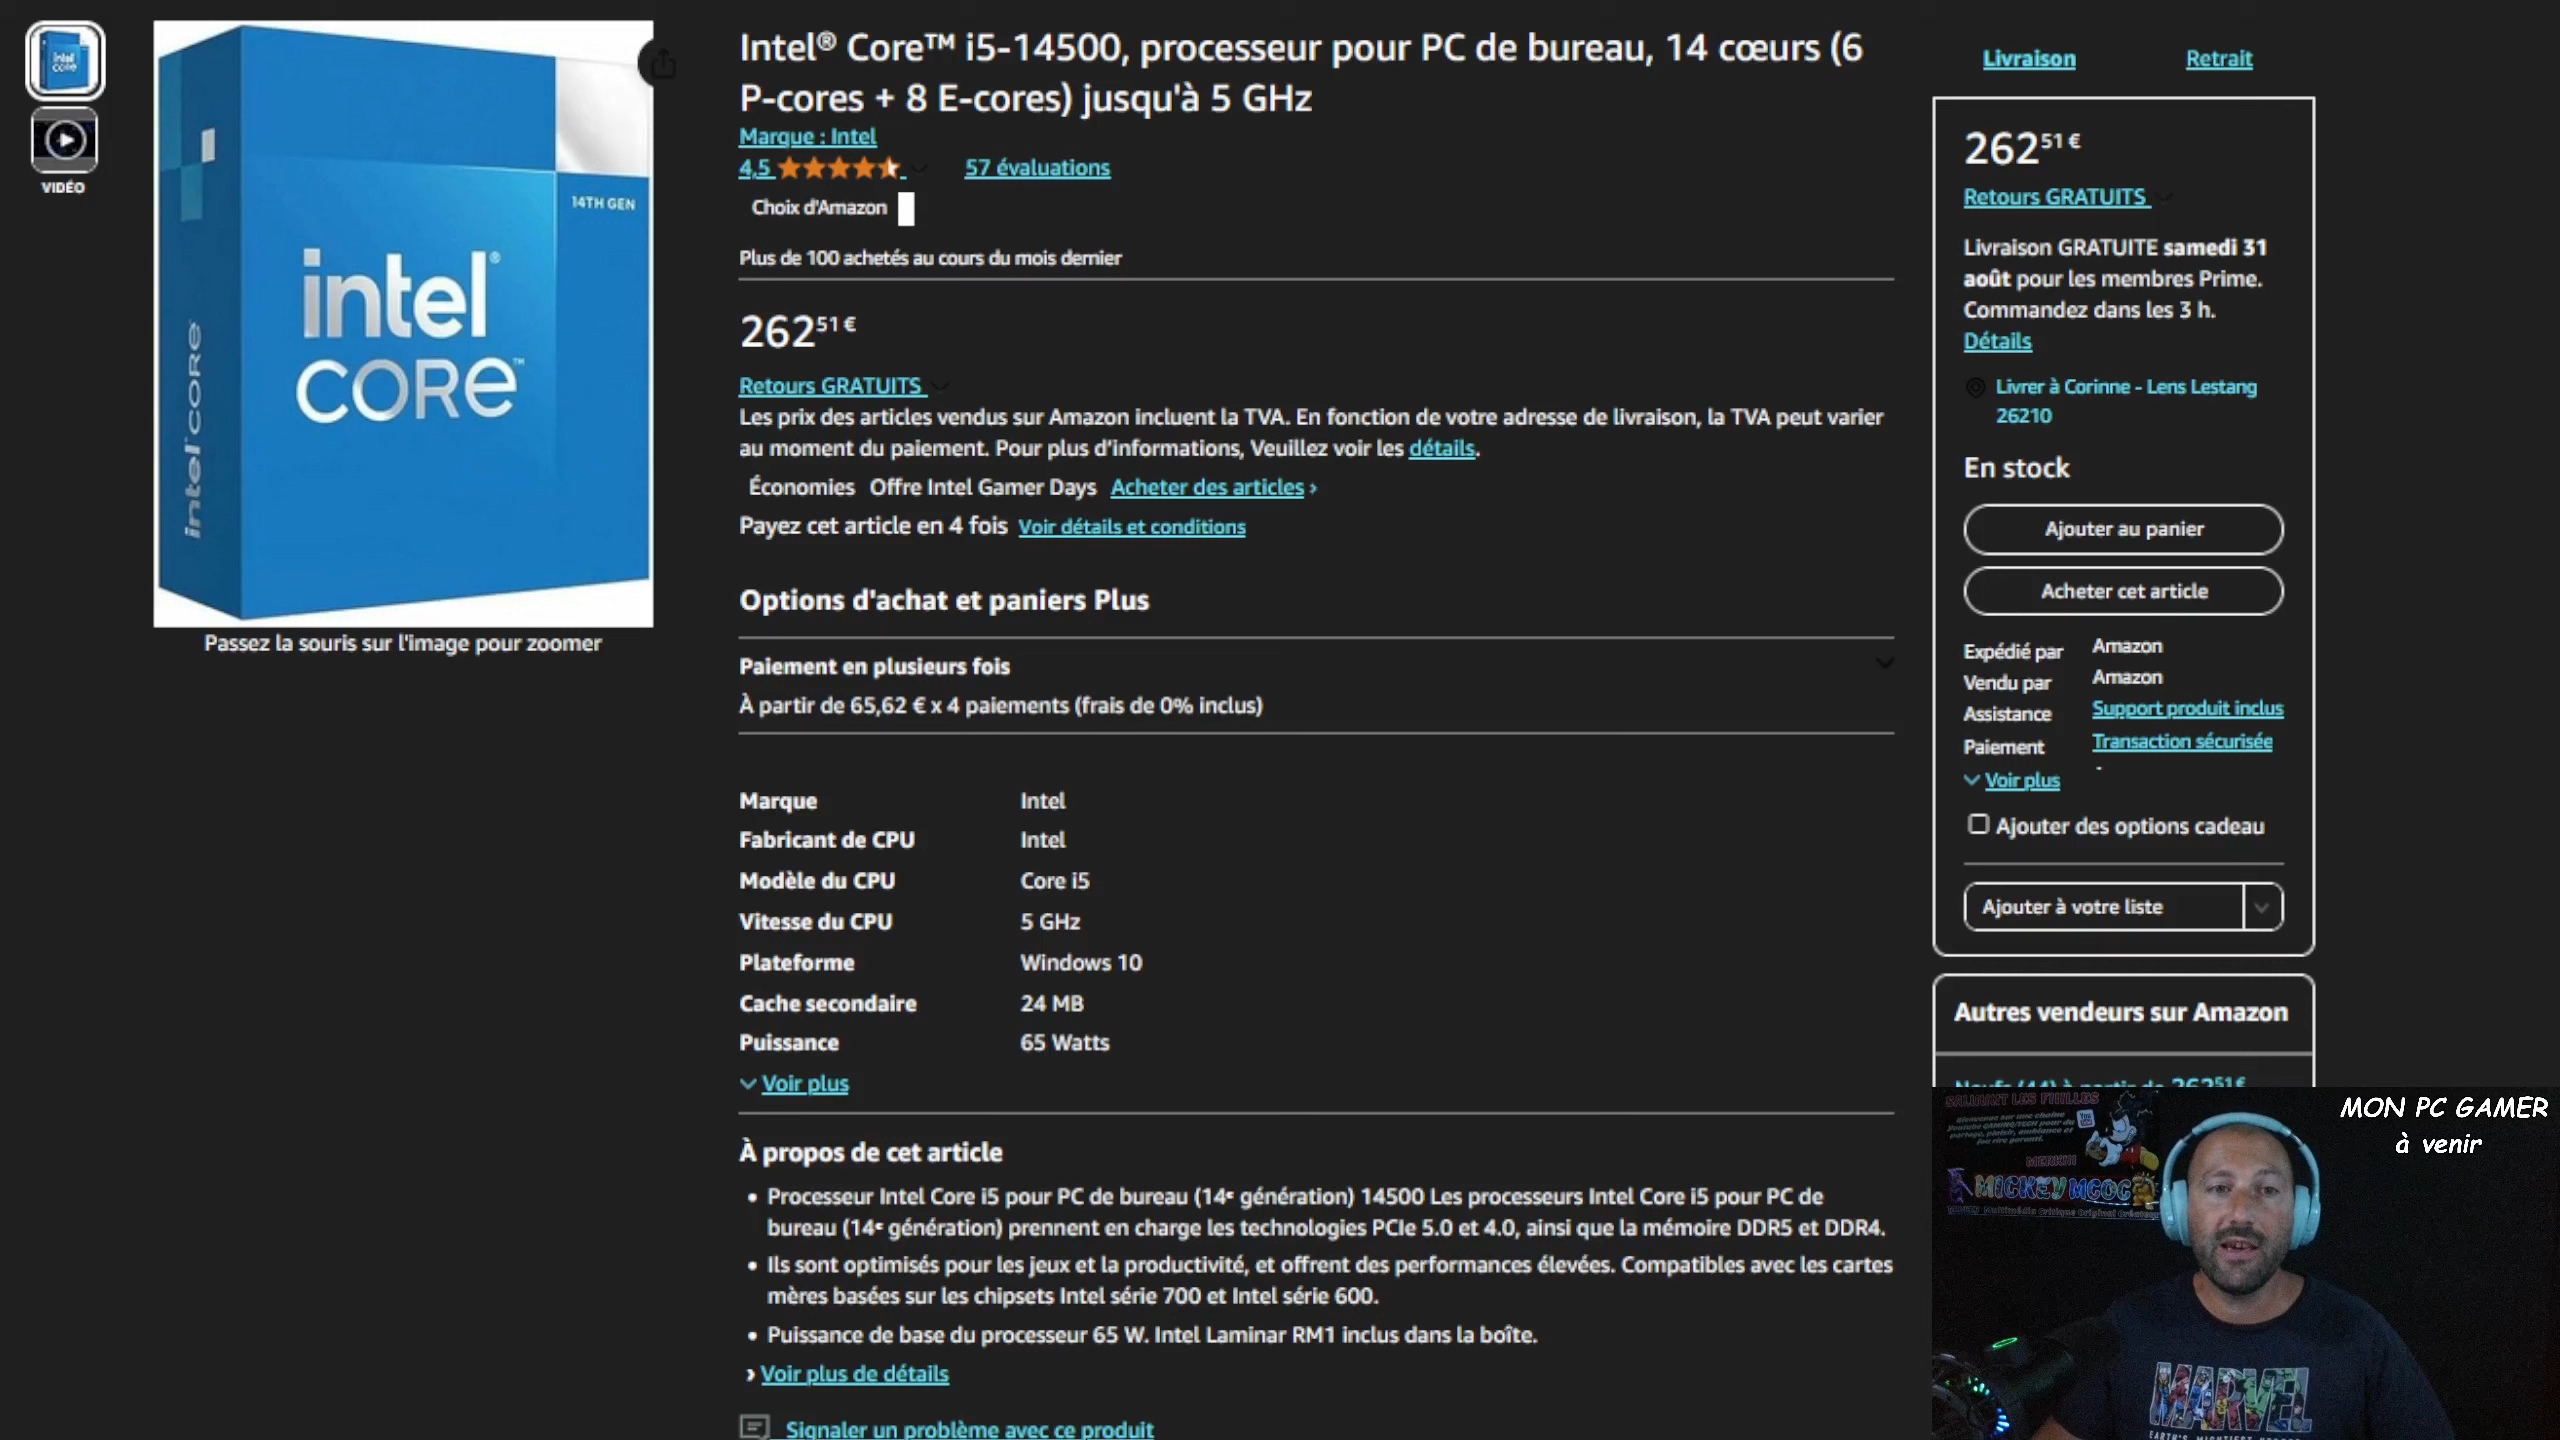 VIDÉO
intel®
CORE™
intel CORE
14TH GEN
Passez la souris sur l'image pour zoomer
Intel® Core™ i5-14500, processeur pour PC de bureau, 14 cœurs (6
P-cores + 8 E-cores) jusqu'à 5 GHz
Marque : Intel
4,5
57 évaluations
Choix d'Amazon
Plus de 100 achetés au cours du mois dernier
262 51 €
Retours GRATUITS
Les prix des articles vendus sur Amazon incluent la TVA. En fonction de votre adresse de livraison, la TVA peut varier
au moment du paiement. Pour plus d'informations, Veuillez voir les détails.
Économies Offre Intel Gamer Days Acheter des articles ›
Payez cet article en 4 fois Voir détails et conditions
Options d'achat et paniers Plus
Paiement en plusieurs fois
À partir de 65,62 € x 4 paiements (frais de 0% inclus)
Marque Intel
Fabricant de CPU Intel
Modèle du CPU Core i5
Vitesse du CPU 5 GHz
Plateforme Windows 10
Cache secondaire 24 MB
Puissance 65 Watts
Voir plus
À propos de cet article
• Processeur Intel Core i5 pour PC de bureau (14ᵉ génération) 14500 Les processeurs Intel Core i5 pour PC de
bureau (14ᵉ génération) prennent en charge les technologies PCIe 5.0 et 4.0, ainsi que la mémoire DDR5 et DDR4.
• Ils sont optimisés pour les jeux et la productivité, et offrent des performances élevées. Compatibles avec les cartes
mères basées sur les chipsets Intel série 700 et Intel série 600.
• Puissance de base du processeur 65 W. Intel Laminar RM1 inclus dans la boîte.
› Voir plus de détails
Signaler un problème avec ce produit
Livraison Retrait
262 51 €
Retours GRATUITS
Livraison GRATUITE samedi 31
août pour les membres Prime.
Commandez dans les 3 h.
Détails
Livrer à Corinne - Lens Lestang
26210
En stock
Ajouter au panier
Acheter cet article
Expédié par Amazon
Vendu par Amazon
Assistance Support produit inclus
Paiement Transaction sécurisée
Voir plus
Ajouter des options cadeau
Ajouter à votre liste
Autres vendeurs sur Amazon
Neufs (44) à partir de 262 51 €
MON PC GAMER
à venir
MICKEYMCOC
MARVEL